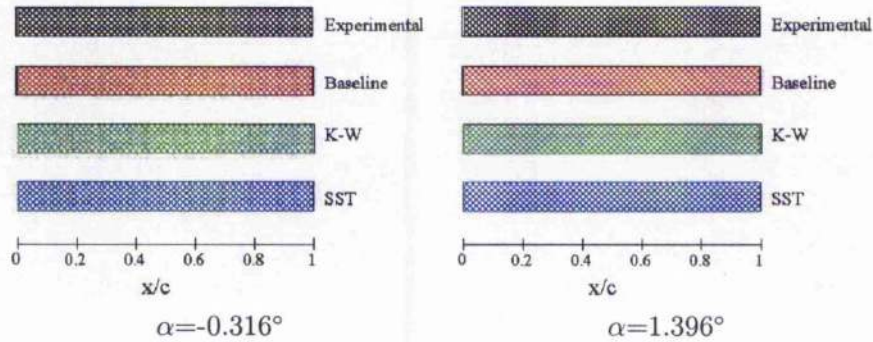 Experimental
Baseline
K-W
SST
0 0.2 0.4 0.6 0.8 1
x/c
α=-0.316°
Experimental
Baseline
K-W
SST
0 0.2 0.4 0.6 0.8 1
x/c
α=1.396°